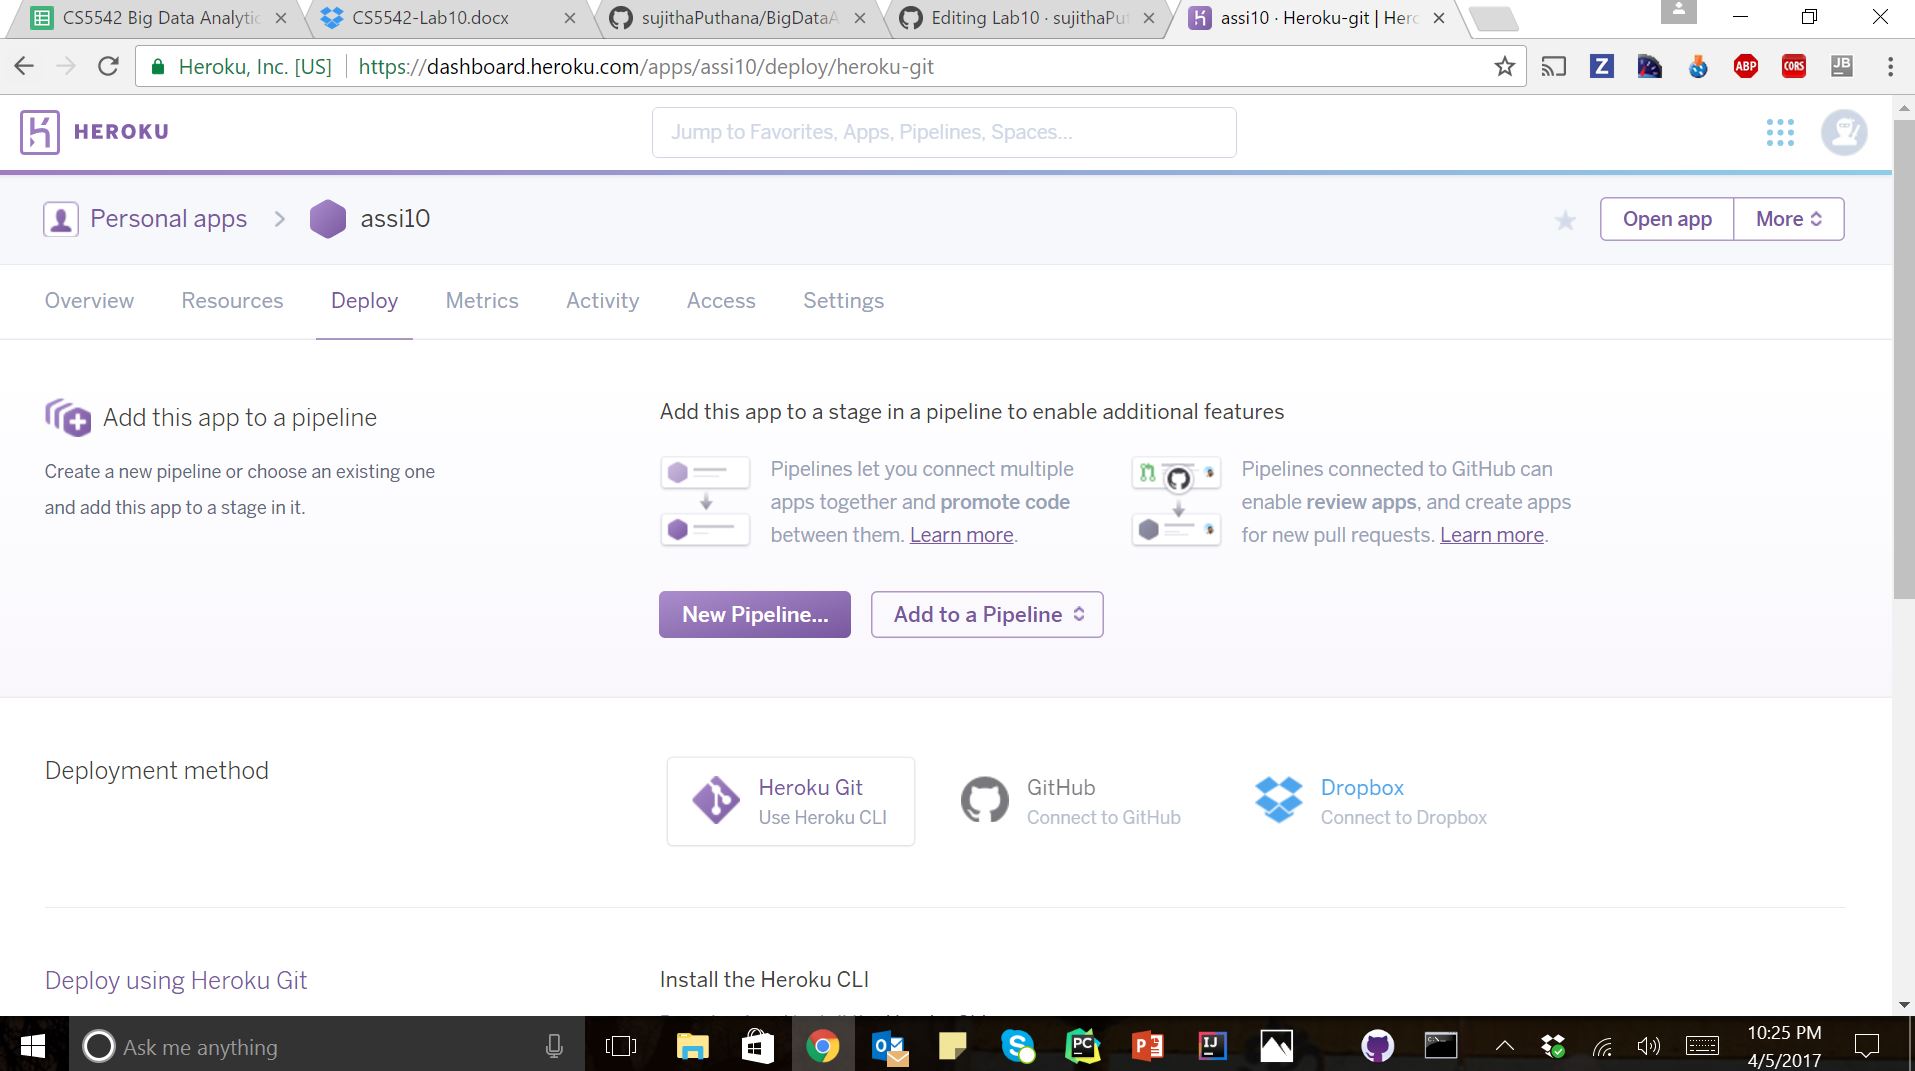 CS5542 Big Data Analytic
CS5542-Lab10.docx
sujithaPuthana/BigDataA
Editing Lab10 · sujithaPut
assi10 · Heroku-git | Hero
Heroku, Inc. [US]
https://dashboard.heroku.com/apps/assi10/deploy/heroku-git
Z
ABP
CORS
JB
HEROKU
Jump to Favorites, Apps, Pipelines, Spaces...
Personal apps
assi10
Open app
More
Overview
Resources
Deploy
Metrics
Activity
Access
Settings
Add this app to a pipeline
Create a new pipeline or choose an existing one
and add this app to a stage in it.
Add this app to a stage in a pipeline to enable additional features
Pipelines let you connect multiple
apps together and promote code
between them. Learn more.
Pipelines connected to GitHub can
enable review apps, and create apps
for new pull requests. Learn more.
New Pipeline...
Add to a Pipeline
Deployment method
Heroku Git
Use Heroku CLI
GitHub
Connect to GitHub
Dropbox
Connect to Dropbox
Deploy using Heroku Git
Install the Heroku CLI
Ask me anything
PC
IJ
10:25 PM
4/5/2017